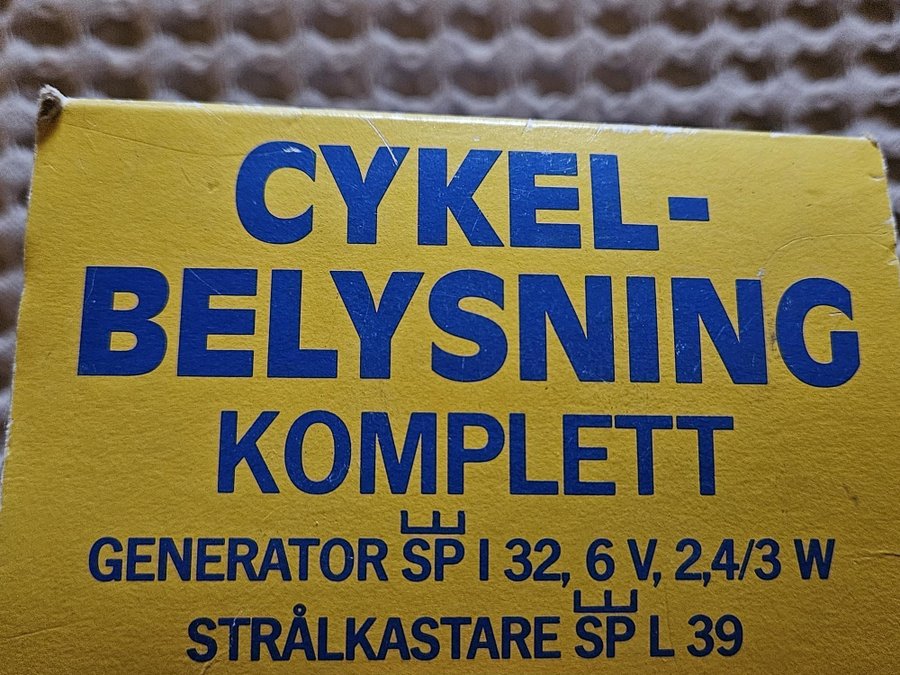 CYKEL-
BELYSNING
KOMPLETT
GENERATOR SP I 32, 6 V, 2,4/3 W
STRÅLKASTARE SP L 39